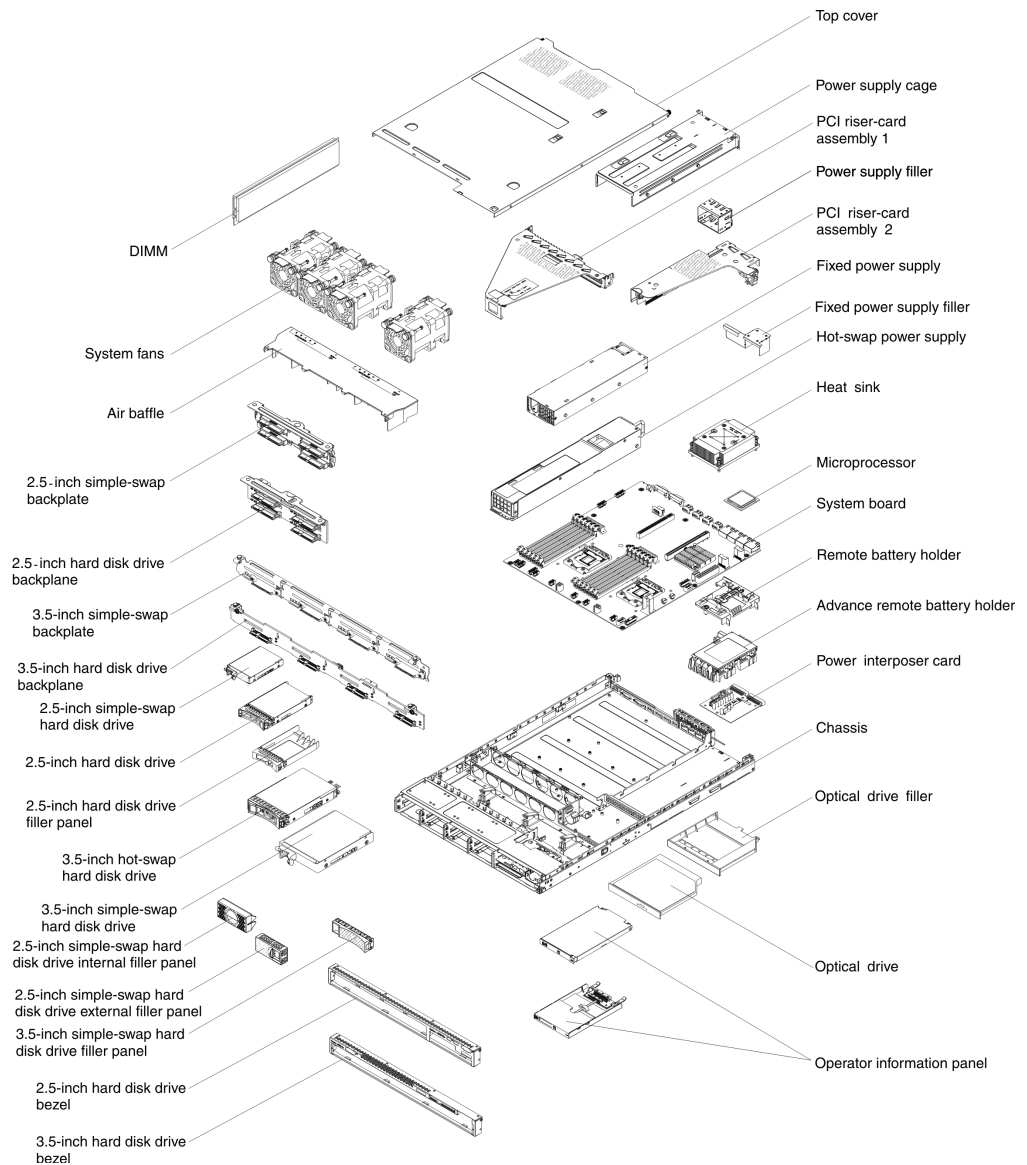 Top cover
Power supply cage
PCI riser-card
assembly 1
Power supply filler
PCI riser-card
assembly 2
Fixed power supply
Fixed power supply filler
Hot-swap power supply
Heat sink
Microprocessor
System board
Remote battery holder
Advance remote battery holder
Power interposer card
Chassis
Optical drive filler
Optical drive
Operator information panel
DIMM
System fans
Air baffle
2.5-inch simple-swap
backplate
2.5-inch hard disk drive
backplane
3.5-inch simple-swap
backplate
3.5-inch hard disk drive
backplane
2.5-inch simple-swap
hard disk drive
2.5-inch hard disk drive
2.5-inch hard disk drive
filler panel
3.5-inch hot-swap
hard disk drive
3.5-inch simple-swap
hard disk drive
2.5-inch simple-swap hard
disk drive internal filler panel
2.5-inch simple-swap hard
disk drive external filler panel
3.5-inch simple-swap hard
disk drive filler panel
2.5-inch hard disk drive
bezel
3.5-inch hard disk drive
bezel